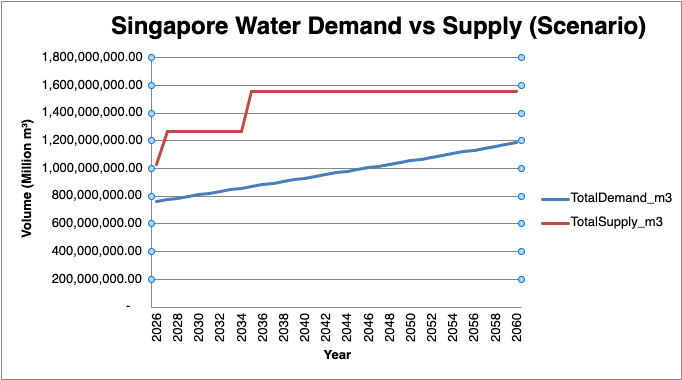 Singapore Water Demand vs Supply (Scenario)
1,800,000,000.00
1,600,000,000.00
1,400,000,000.00
1,200,000,000.00
1,000,000,000.00
800,000,000.00
600,000,000.00
400,000,000.00
200,000,000.00
-
Volume (Million m³)
TotalDemand_m3
TotalSupply_m3
2026 2028 2030 2032 2034 2036 2038 2040 2042 2044 2046 2048 2050 2052 2054 2056 2058 2060
Year